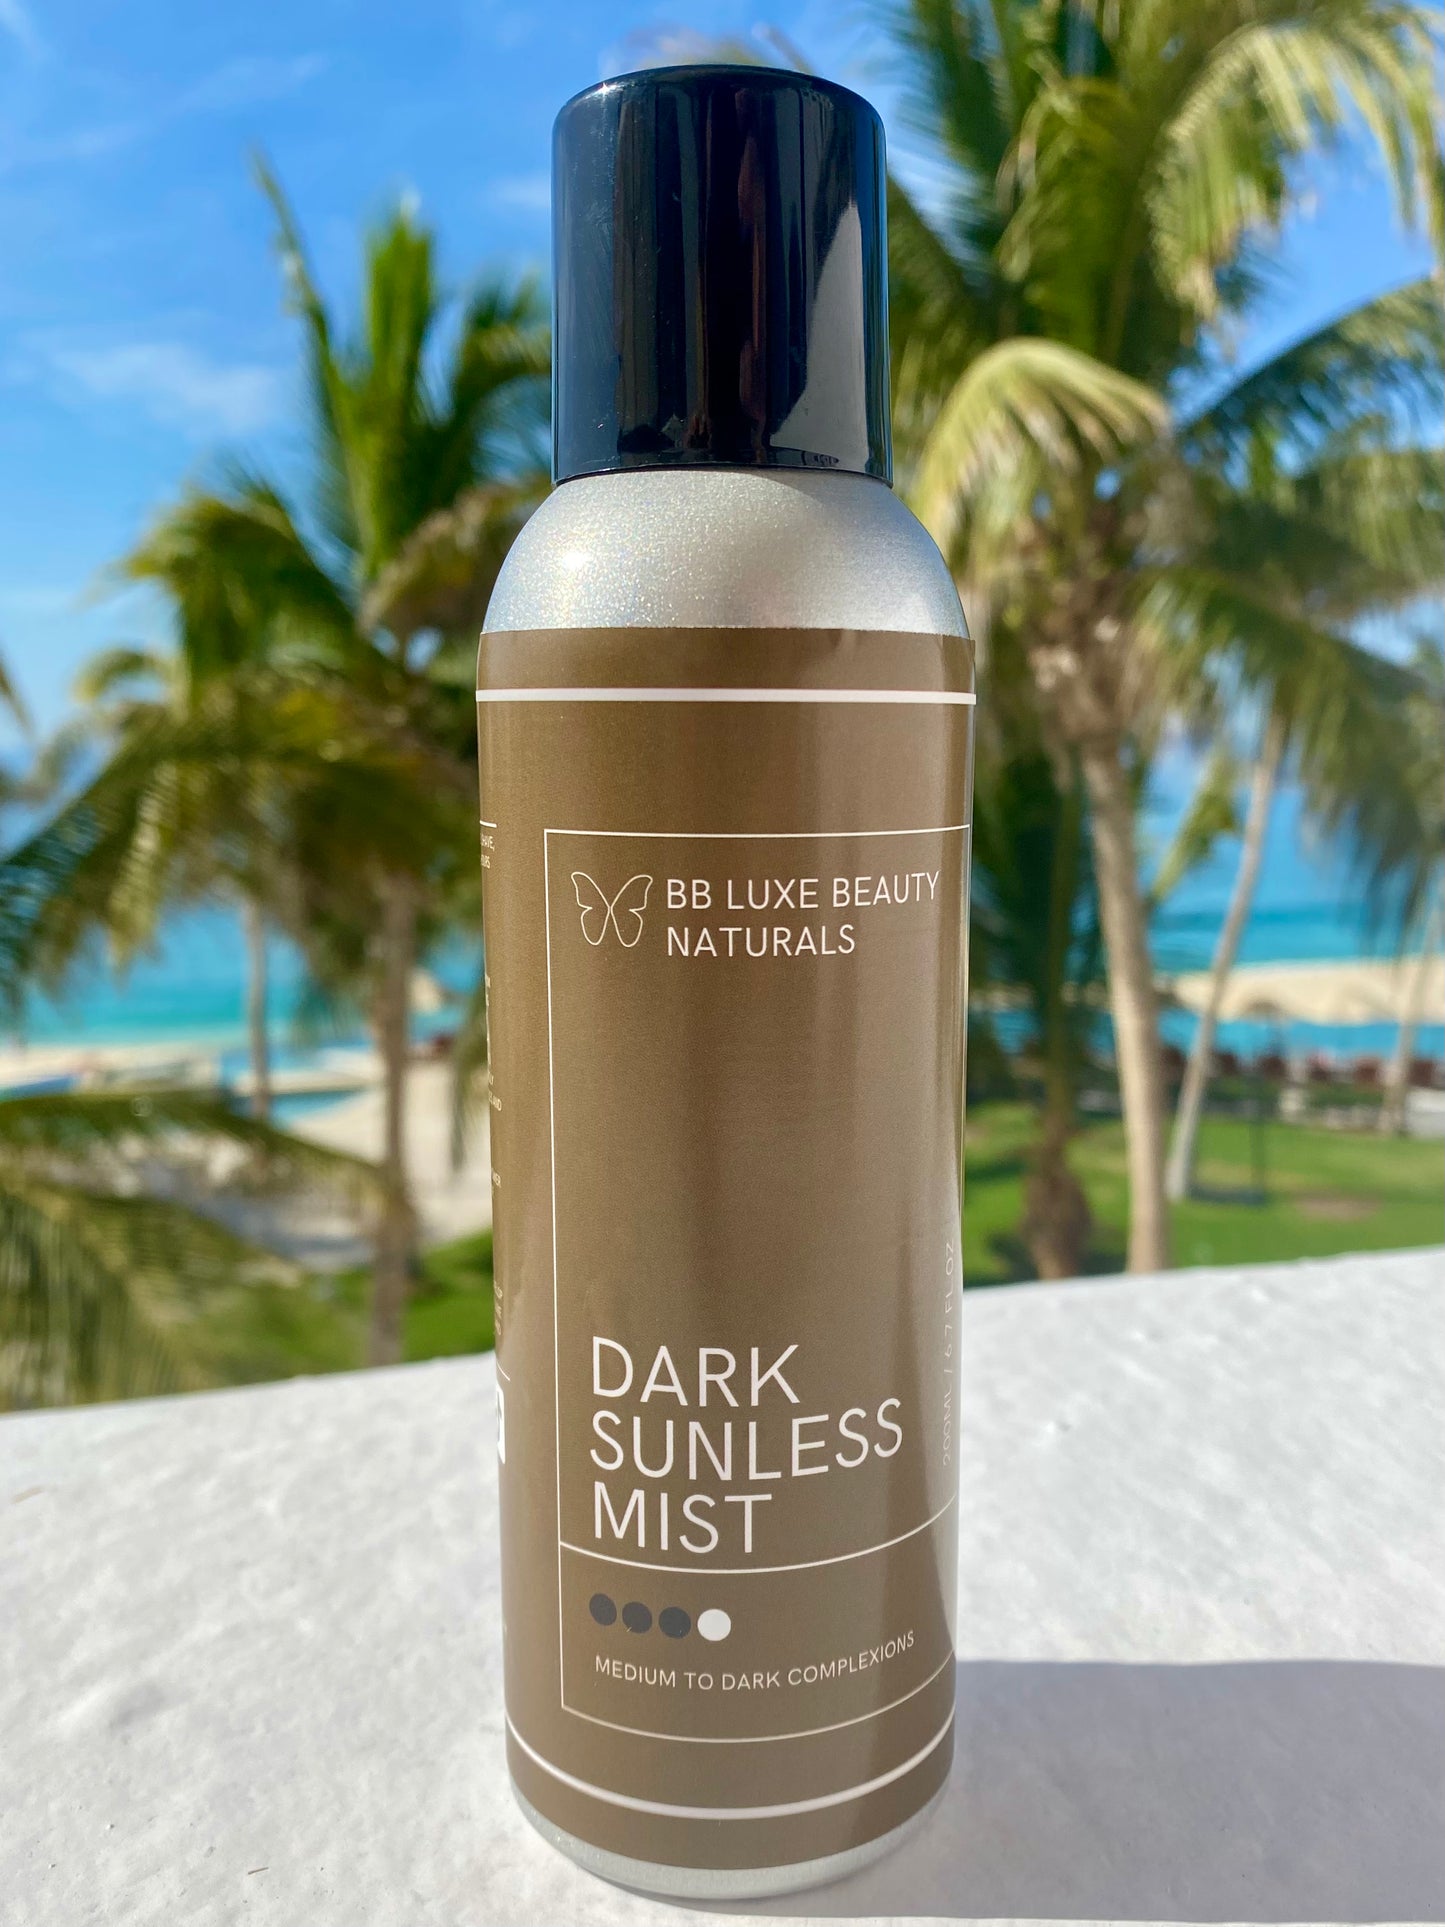 BB LUXE BEAUTY
NATURALS
DARK
SUNLESS
MIST
MEDIUM TO DARK COMPLEXIONS
200ML / 6.7 FL OZ